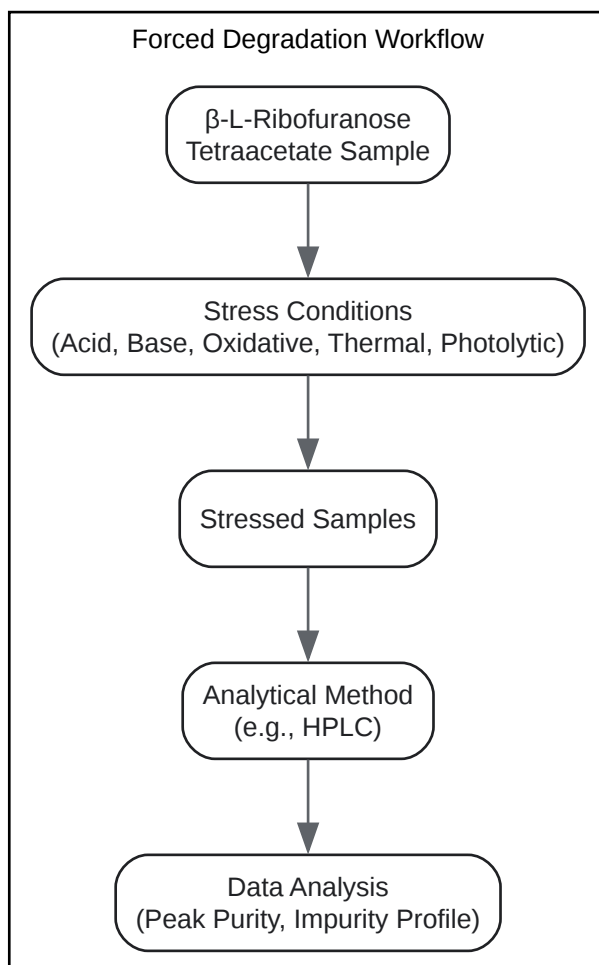 Forced Degradation Workflow
β-L-Ribofuranose
Tetraacetate Sample
Stress Conditions
(Acid, Base, Oxidative, Thermal, Photolytic)
Stressed Samples
Analytical Method
(e.g., HPLC)
Data Analysis
(Peak Purity, Impurity Profile)